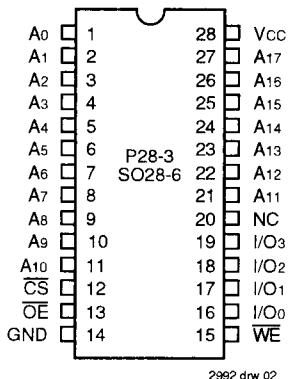 A0 1 28 VCC
A1 2 27 A17
A2 3 26 A16
A3 4 25 A15
A4 5 24 A14
A5 6 P28-3 23 A13
A6 7 SO28-6 22 A12
A7 8 21 A11
A8 9 20 NC
A9 10 19 I/O3
A10 11 18 I/O2
C̅S̅ 12 17 I/O1
O̅E̅ 13 16 I/O0
GND 14 15 W̅E̅
2992 drw 02